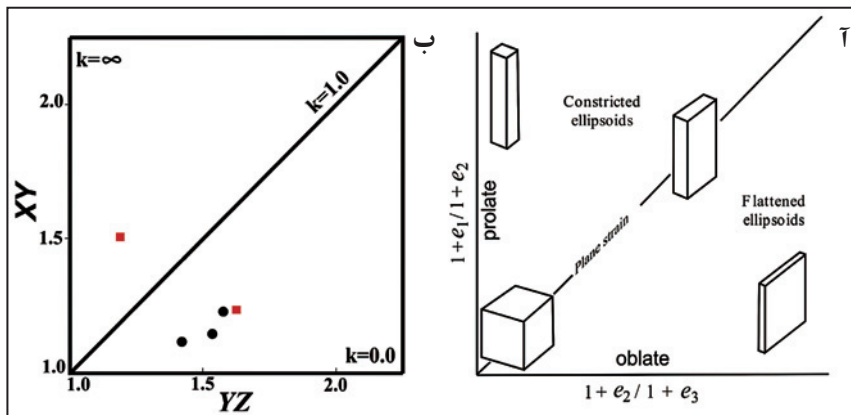 ب
k=∞
k=1.0
2.0
XY
1.5
1.0
k=0.0
1.0
1.5
2.0
YZ
آ
Constricted
ellipsoids
1+e₁/1+e₂
prolate
Plane strain
Flattened
ellipsoids
oblate
1+e₂/1+e₃